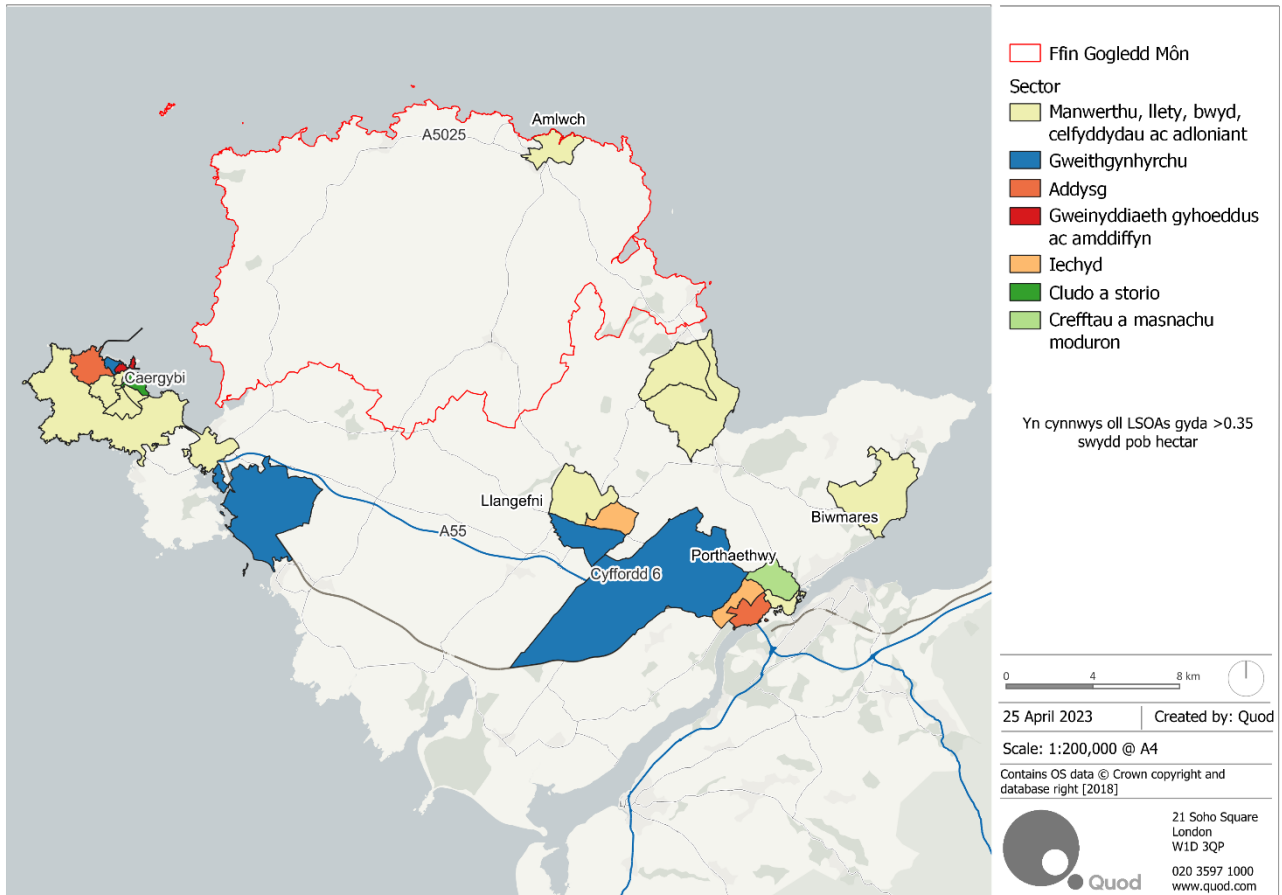 Amlwch
A5025
Caergybi
Llangefni
A55
Cyffordd 6
Porthaethwy
Biwmares
Ffin Gogledd Môn
Sector
Manwerthu, llety, bwyd,
celfyddydau ac adloniant
Gweithgynhyrchu
Addysg
Gweinyddiaeth gyhoeddus
ac amddiffyn
Iechyd
Cludo a storio
Crefftau a masnachu
moduron
Yn cynnwys oll LSOAs gyda >0.35
swydd pob hectar
0 4 8 km
25 April 2023 Created by: Quod
Scale: 1:200,000 @ A4
Contains OS data © Crown copyright and
database right [2018]
Quod
21 Soho Square
London
W1D 3QP
020 3597 1000
www.quod.com